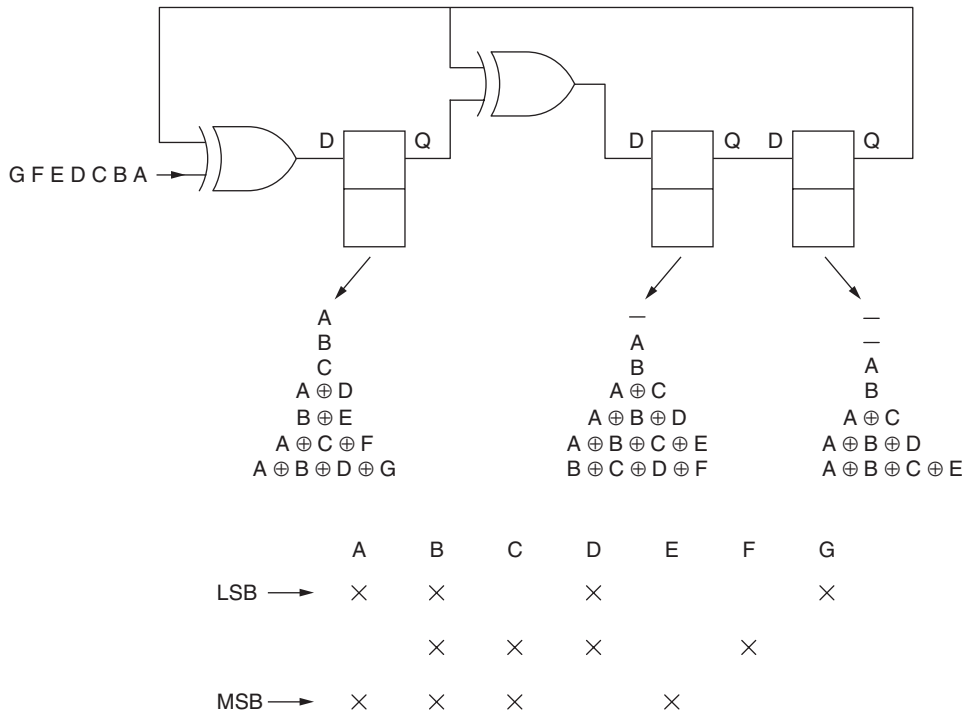 D Q D Q D Q
G F E D C B A
A — —
B A —
C B A
A ⊕ D A ⊕ C B
B ⊕ E A ⊕ B ⊕ D A ⊕ C
A ⊕ C ⊕ F A ⊕ B ⊕ C ⊕ E A ⊕ B ⊕ D
A ⊕ B ⊕ D ⊕ G B ⊕ C ⊕ D ⊕ F A ⊕ B ⊕ C ⊕ E
A B C D E F G
LSB × × × ×
× × × ×
MSB × × × ×